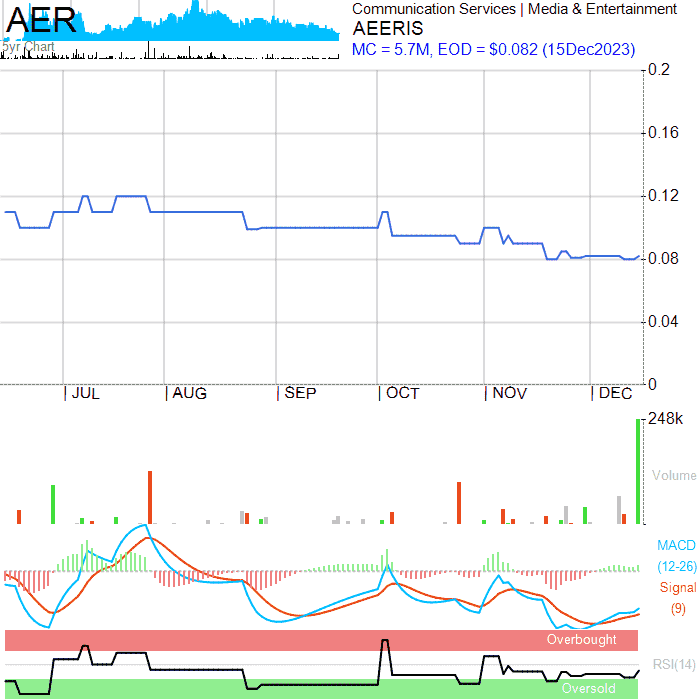 AER
5yr Chart
Communication Services | Media & Entertainment
AEERIS
MC = 5.7M, EOD = $0.082 (15Dec2023)
0.2
0.16
0.12
0.08
0.04
0
| JUL | AUG | SEP | OCT | NOV | DEC
248k
Volume
MACD
(12-26)
Signal
(9)
Overbought
RSI(14)
Oversold